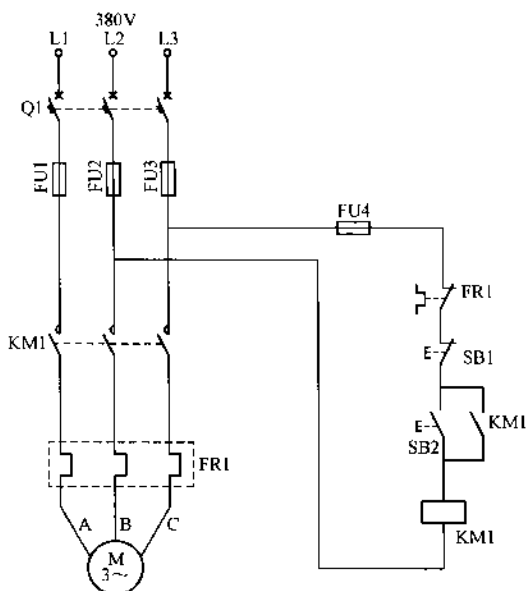 380V
L1 L2 L3
Q1
FU1 FU2 FU3
FU4
FR1
E SB1
KM1
E KM1
SB2
FR1
KM1
A B C
M
3~